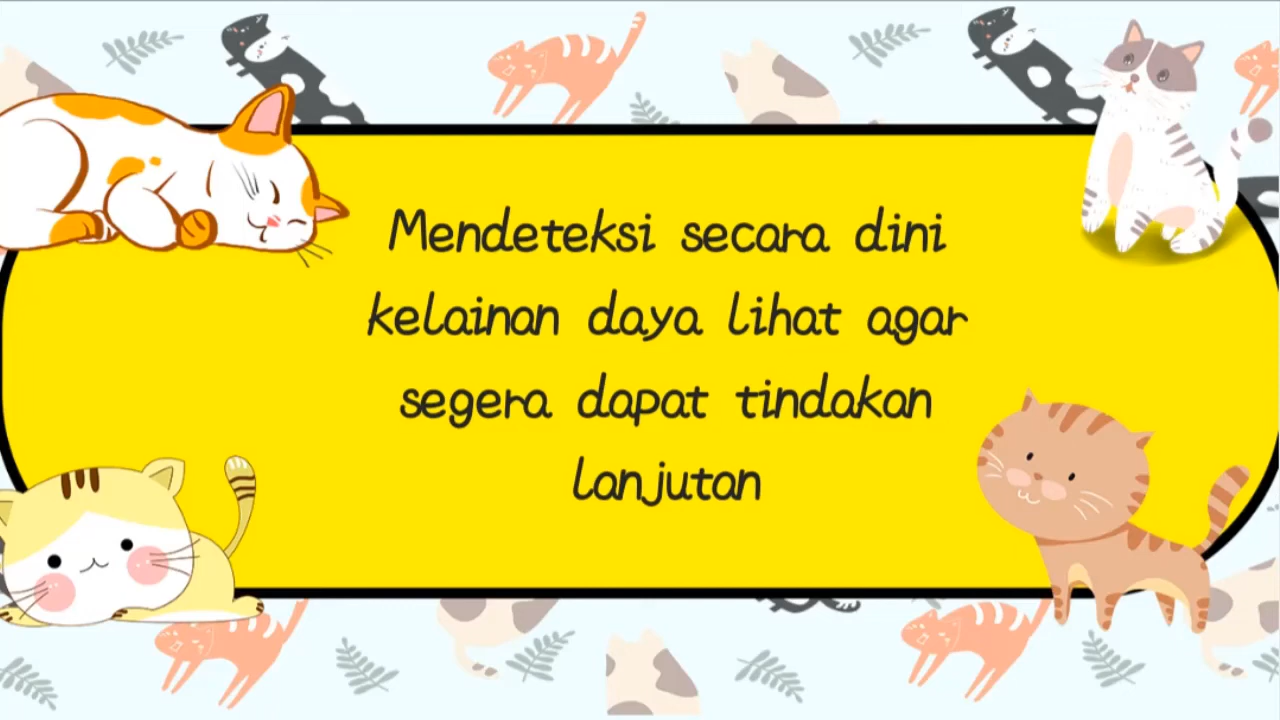 Mendeteksi secara dini
kelainan daya lihat agar
segera dapat tindakan
lanjutan